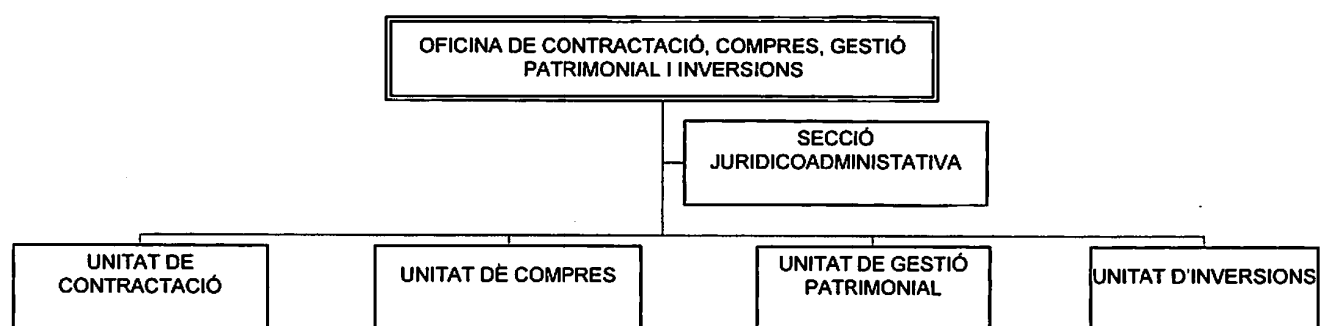 OFICINA DE CONTRACTACIÓ, COMPRES, GESTIÓ
PATRIMONIAL I INVERSIONS
SECCIÓ
JURIDICOADMINISTATIVA
UNITAT DE
CONTRACTACIÓ
UNITAT DE COMPRES
UNITAT DE GESTIÓ
PATRIMONIAL
UNITAT D'INVERSIONS